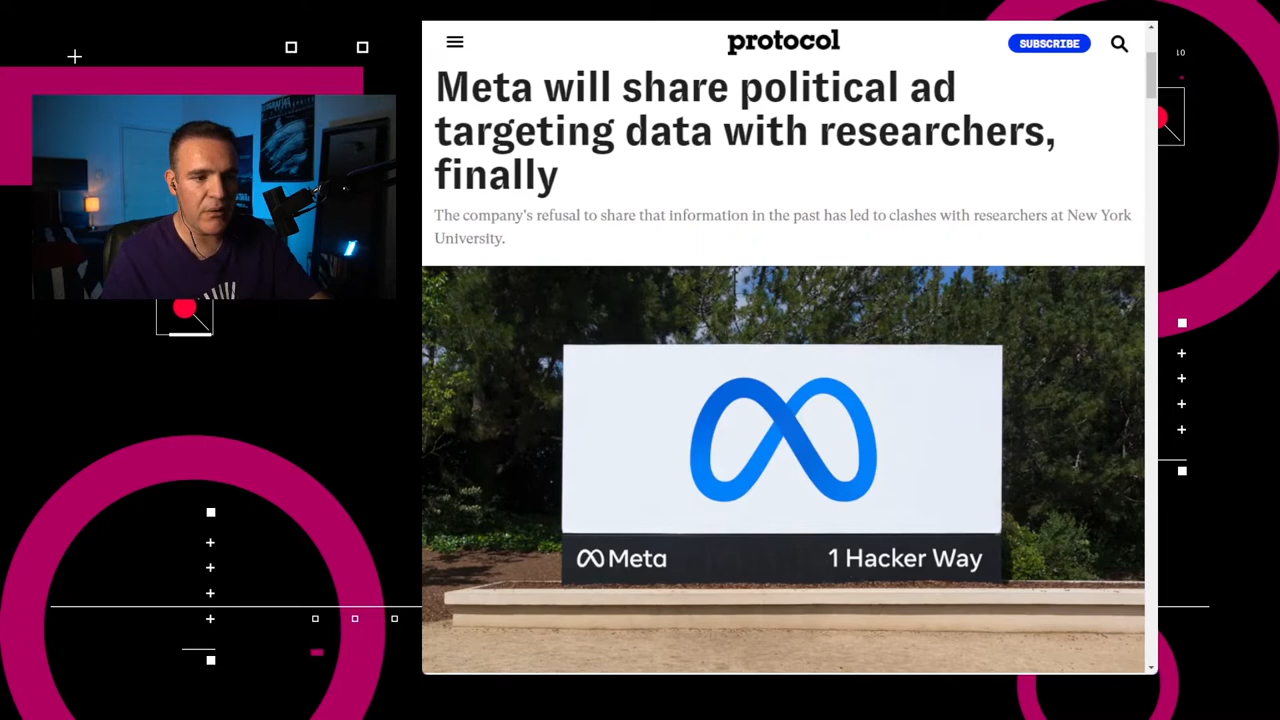 protocol
SUBSCRIBE
Meta will share political ad
targeting data with researchers,
finally
The company's refusal to share that information in the past has led to clashes with researchers at New York
University.
Meta
1 Hacker Way